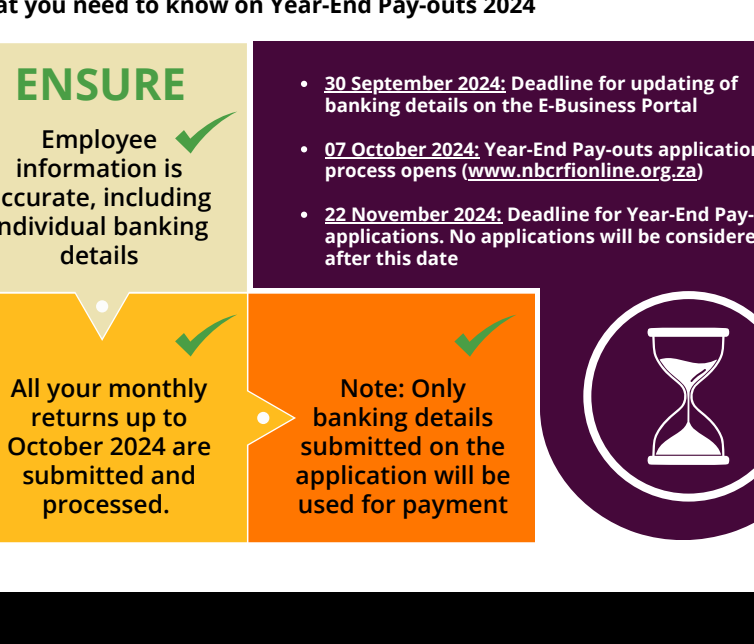 at you need to know on Year-End Pay-outs 2024
ENSURE
Employee
information is
ccurate, including
ndividual banking
details
• 30 September 2024: Deadline for updating of
banking details on the E-Business Portal
• 07 October 2024: Year-End Pay-outs application
process opens (www.nbcrfionline.org.za)
• 22 November 2024: Deadline for Year-End Pay-
applications. No applications will be considere
after this date
All your monthly
returns up to
October 2024 are
submitted and
processed.
Note: Only
banking details
submitted on the
application will be
used for payment